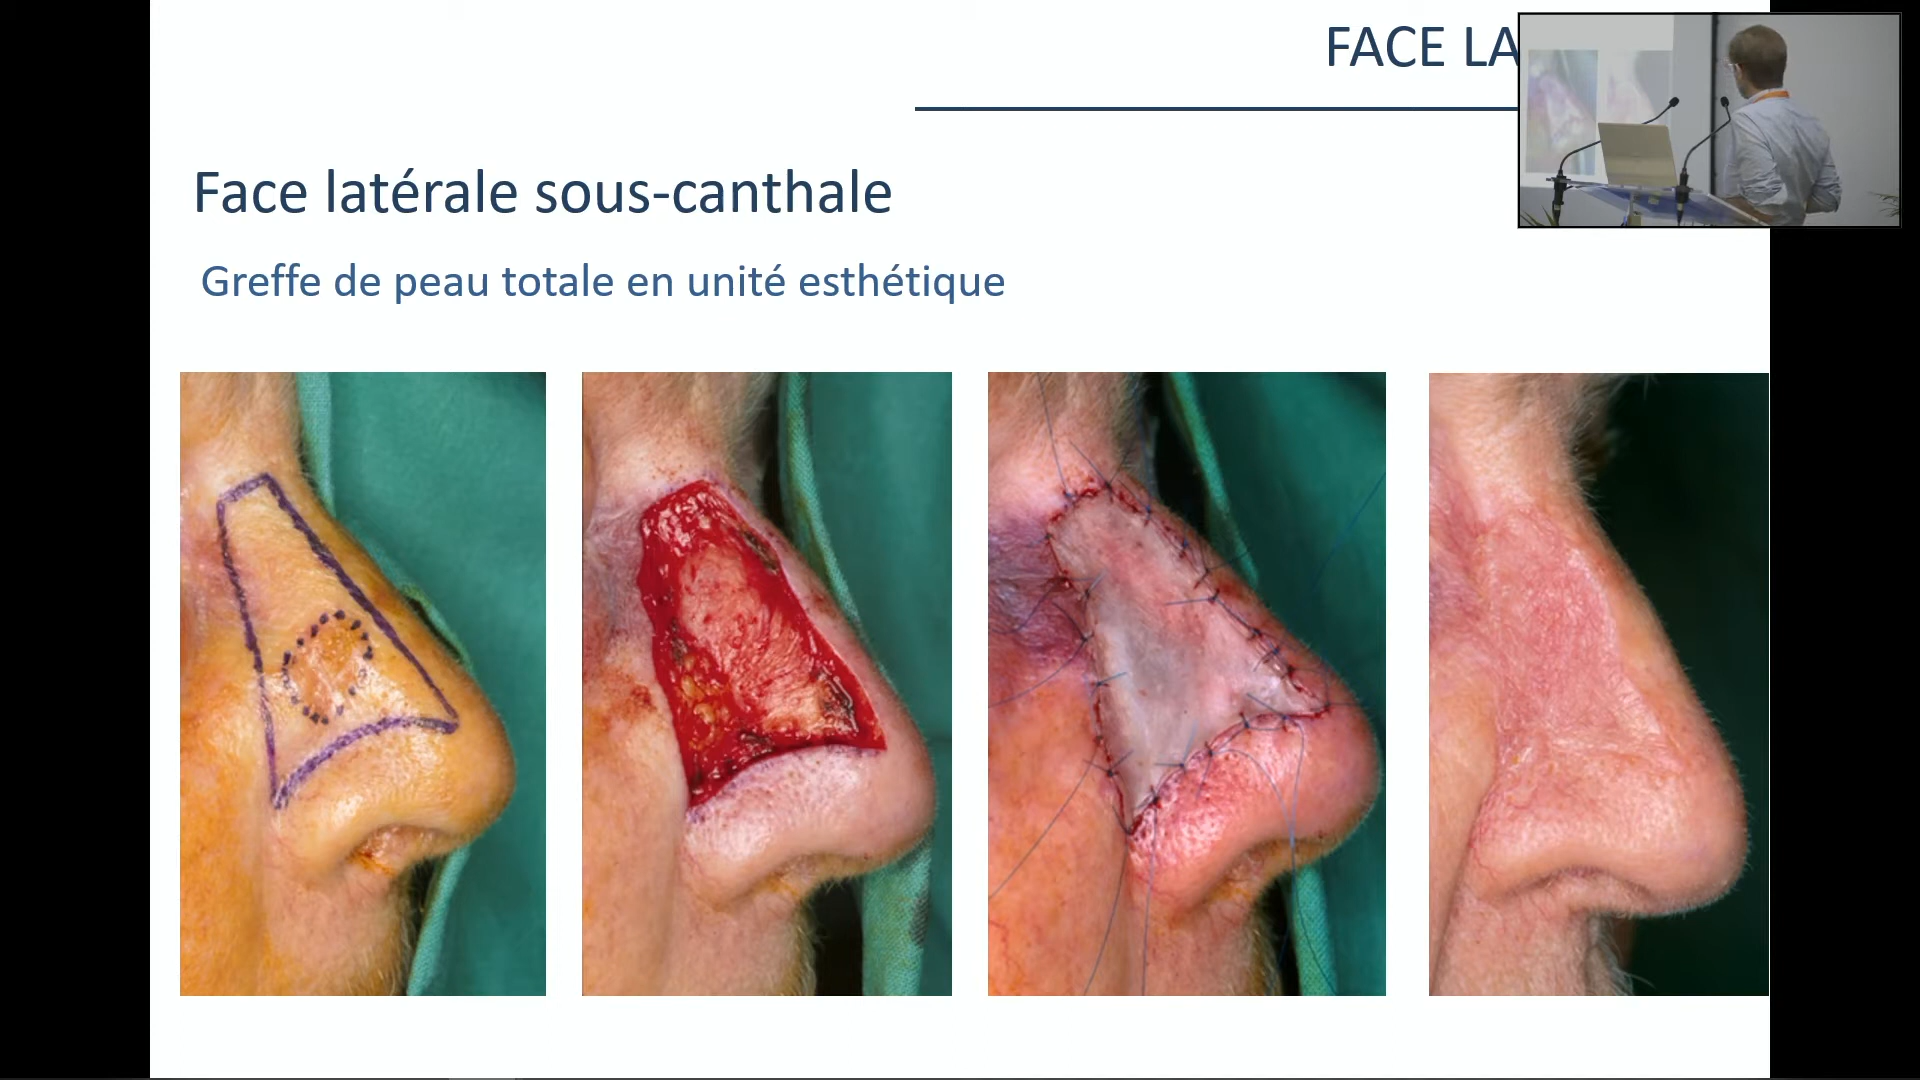 FACE LA
Face latérale sous-canthale
Greffe de peau totale en unité esthétique